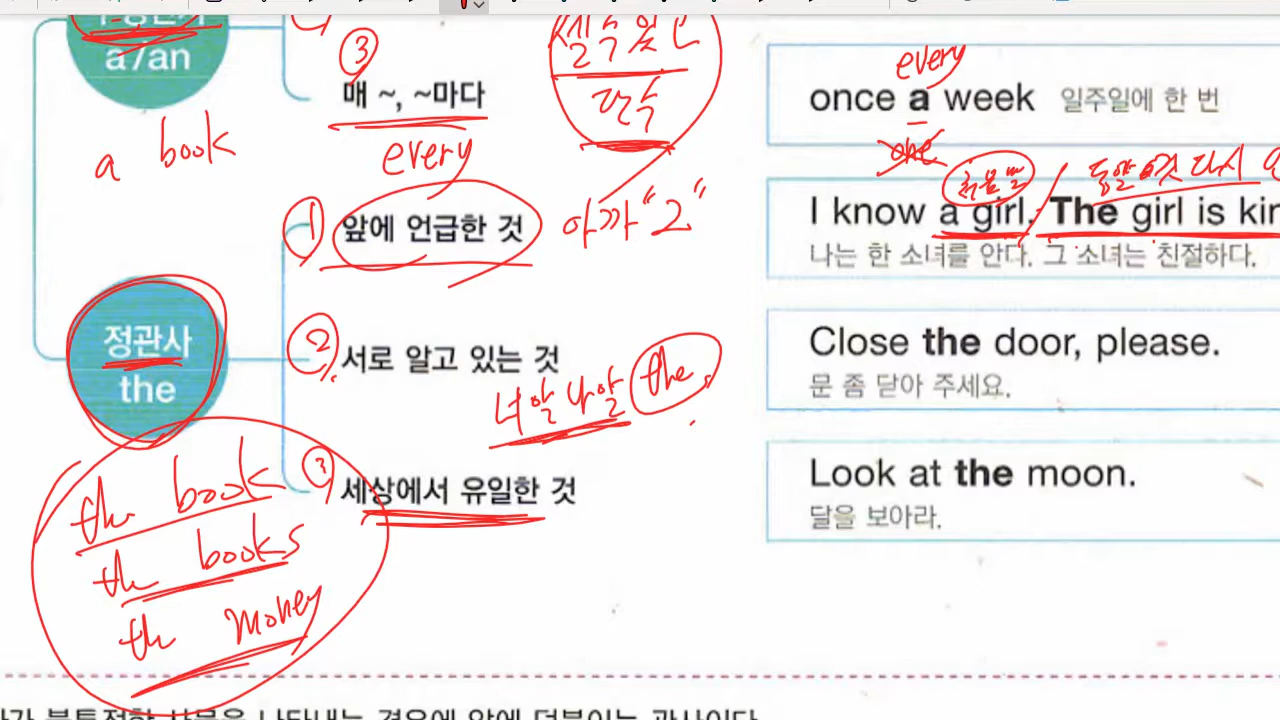 a/an
③
매 ~, ~마다
every
a book
셀 수 있는
단수
every
once a week 일주일에 한 번
one
①
앞에 언급한 것
아까 "그"
처음 말
I know a girl. The girl is kin
나는 한 소녀를 안다. 그 소녀는 친절하다.
정관사
the
②
서로 알고 있는 것
너 알 나 알 the
Close the door, please.
문 좀 닫아 주세요.
③
세상에서 유일한 것
Look at the moon.
달을 보아라.
the book
the books
the money